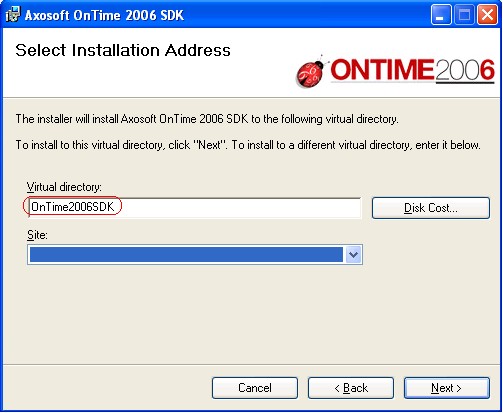 Axosoft OnTime 2006 SDK
Select Installation Address
ONTIME2006
The installer will install Axosoft OnTime 2006 SDK to the following virtual directory.
To install to this virtual directory, click "Next". To install to a different virtual directory, enter it below.
Virtual directory:
OnTime2006SDK
Disk Cost...
Site:
Cancel
< Back
Next >